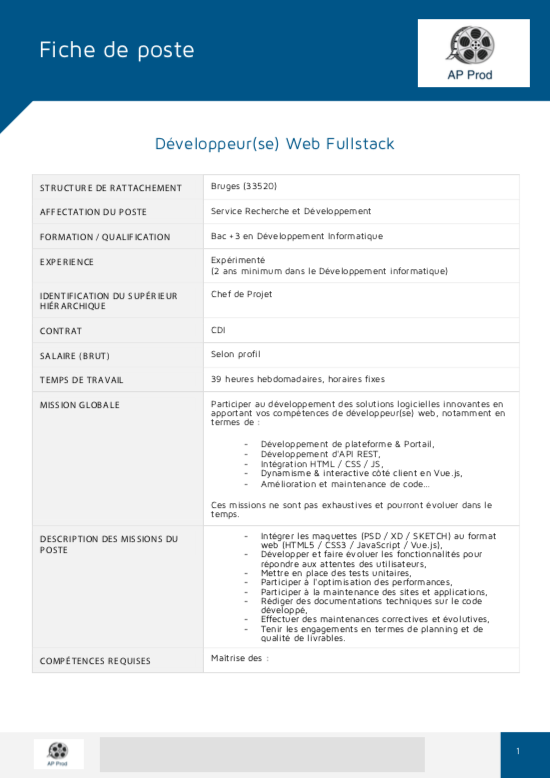 Fiche de poste
AP Prod
Développeur(se) Web Fullstack
STRUCTURE DE RATTACHEMENT
Bruges (33520)
AFFECTATION DU POSTE
Service Recherche et Développement
FORMATION / QUALIFICATION
Bac +3 en Développement Informatique
EXPERIENCE
Expérimenté
(2 ans minimum dans le Développement informatique)
IDENTIFICATION DU SUPÉRIEUR
HIÉRARCHIQUE
Chef de Projet
CONTRAT
CDI
SALAIRE (BRUT)
Selon profil
TEMPS DE TRAVAIL
39 heures hebdomadaires, horaires fixes
MISSION GLOBALE
Participer au développement des solutions logicielles innovantes en
apportant vos compétences de développeur(se) web, notamment en
termes de :
- Développement de plateforme & Portail,
- Développement d'API REST,
- Intégration HTML / CSS / JS,
- Dynamisme & interactive côté client en Vue.js,
- Amélioration et maintenance de code...
Ces missions ne sont pas exhaustives et pourront évoluer dans le
temps.
DESCRIPTION DES MISSIONS DU
POSTE
- Intégrer les maquettes (PSD / XD / SKETCH) au format
web (HTML5 / CSS3 / JavaScript / Vue.js),
- Développer et faire évoluer les fonctionnalités pour
répondre aux attentes des utilisateurs,
- Mettre en place des tests unitaires,
- Participer à l'optimisation des performances,
- Participer à la maintenance des sites et applications,
- Rédiger des documentations techniques sur le code
développé,
- Effectuer des maintenances correctives et évolutives,
- Tenir les engagements en termes de planning et de
qualité de livrables.
COMPÉTENCES REQUISES
Maîtrise des :
AP Prod
1